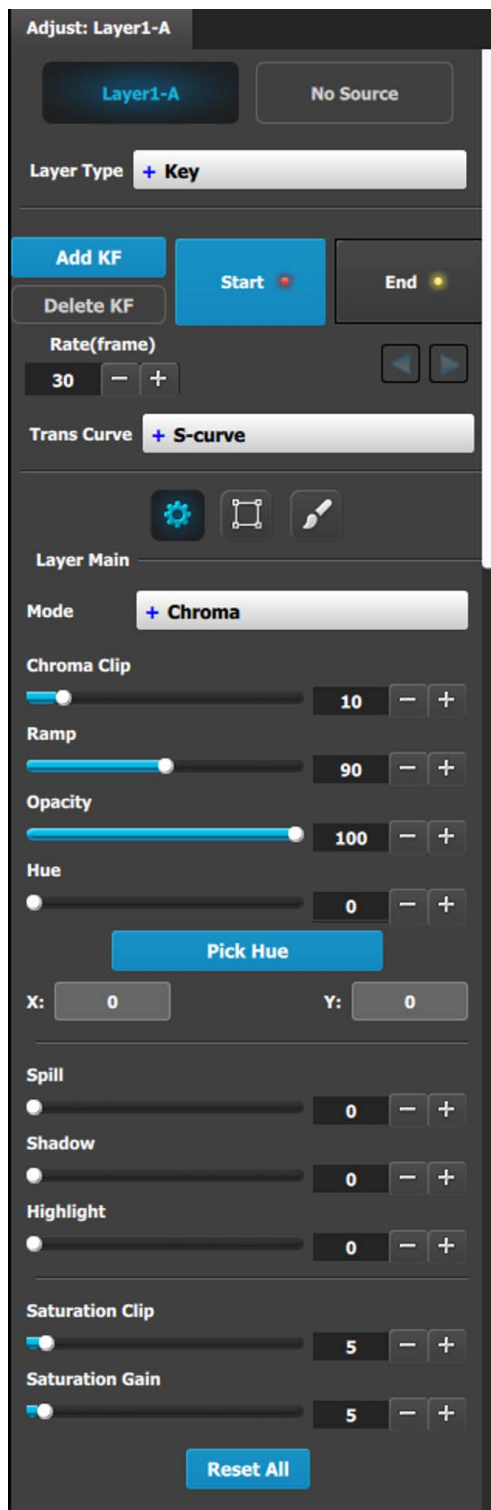 Adjust: Layer1-A
Layer1-A No Source
Layer Type + Key
Add KF
Start End
Delete KF
Rate(frame)
30 − +
Trans Curve + S-curve
Layer Main
Mode + Chroma
Chroma Clip
10 − +
Ramp
90 − +
Opacity
100 − +
Hue
0 − +
Pick Hue
X: 0 Y: 0
Spill
0 − +
Shadow
0 − +
Highlight
0 − +
Saturation Clip
5 − +
Saturation Gain
5 − +
Reset All